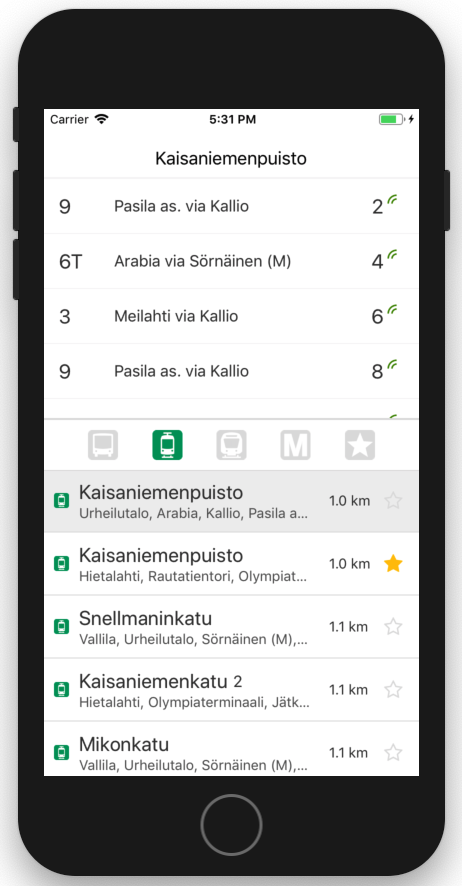 Carrier 5:31 PM
Kaisaniemenpuisto
9 Pasila as. via Kallio 2
6T Arabia via Sörnäinen (M) 4
3 Meilahti via Kallio 6
9 Pasila as. via Kallio 8
M
Kaisaniemenpuisto 1.0 km
Urheilutalo, Arabia, Kallio, Pasila a...
Kaisaniemenpuisto 1.0 km
Hietalahti, Rautatientori, Olympiat...
Snellmaninkatu 1.1 km
Vallila, Urheilutalo, Sörnäinen (M),...
Kaisaniemenkatu 2 1.1 km
Hietalahti, Olympiaterminaali, Jätk...
Mikonkatu 1.1 km
Vallila, Urheilutalo, Sörnäinen (M),...